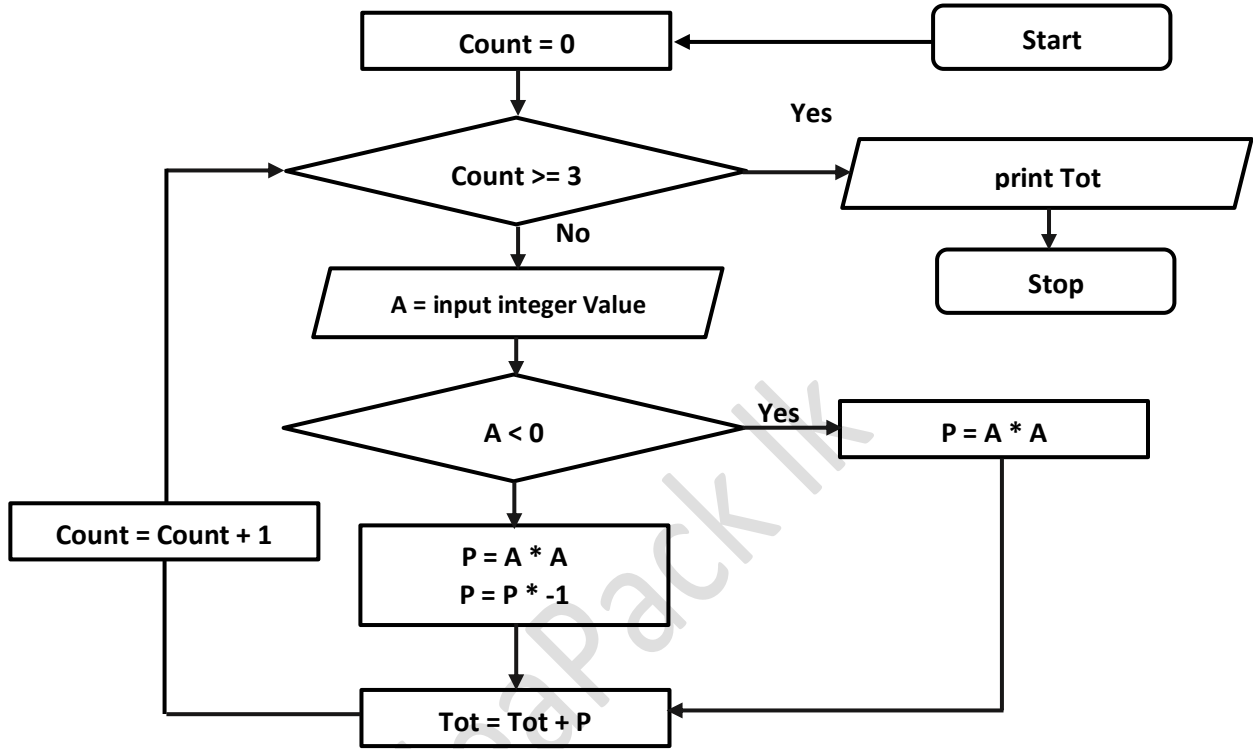 Start
Count = 0
Count >= 3
Yes
print Tot
Stop
No
A = input integer Value
A < 0
Yes
P = A * A
P = A * A
P = P * -1
Tot = Tot + P
Count = Count + 1